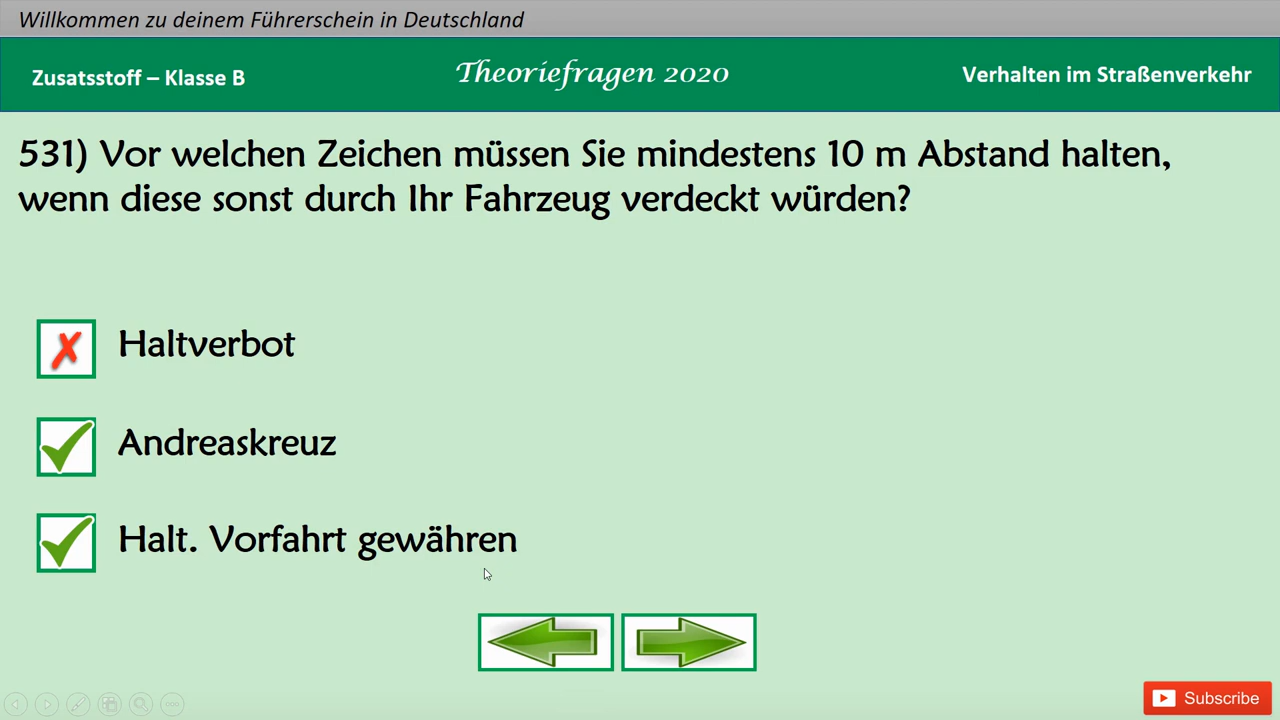 Willkommen zu deinem Führerschein in Deutschland
Zusatsstoff – Klasse B
Theoriefragen 2020
Verhalten im Straßenverkehr
531) Vor welchen Zeichen müssen Sie mindestens 10 m Abstand halten,
wenn diese sonst durch Ihr Fahrzeug verdeckt würden?
Haltverbot
Andreaskreuz
Halt. Vorfahrt gewähren
Subscribe